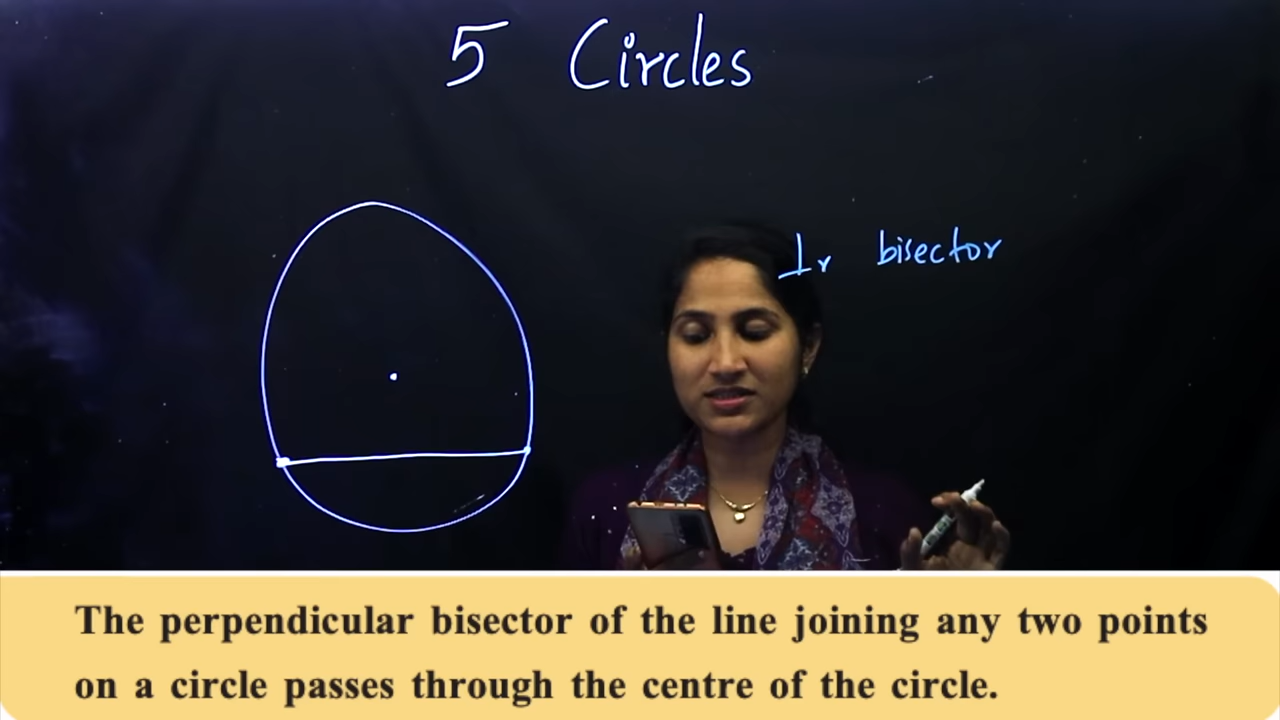 5 Circles
⊥r bisector
The perpendicular bisector of the line joining any two points
on a circle passes through the centre of the circle.